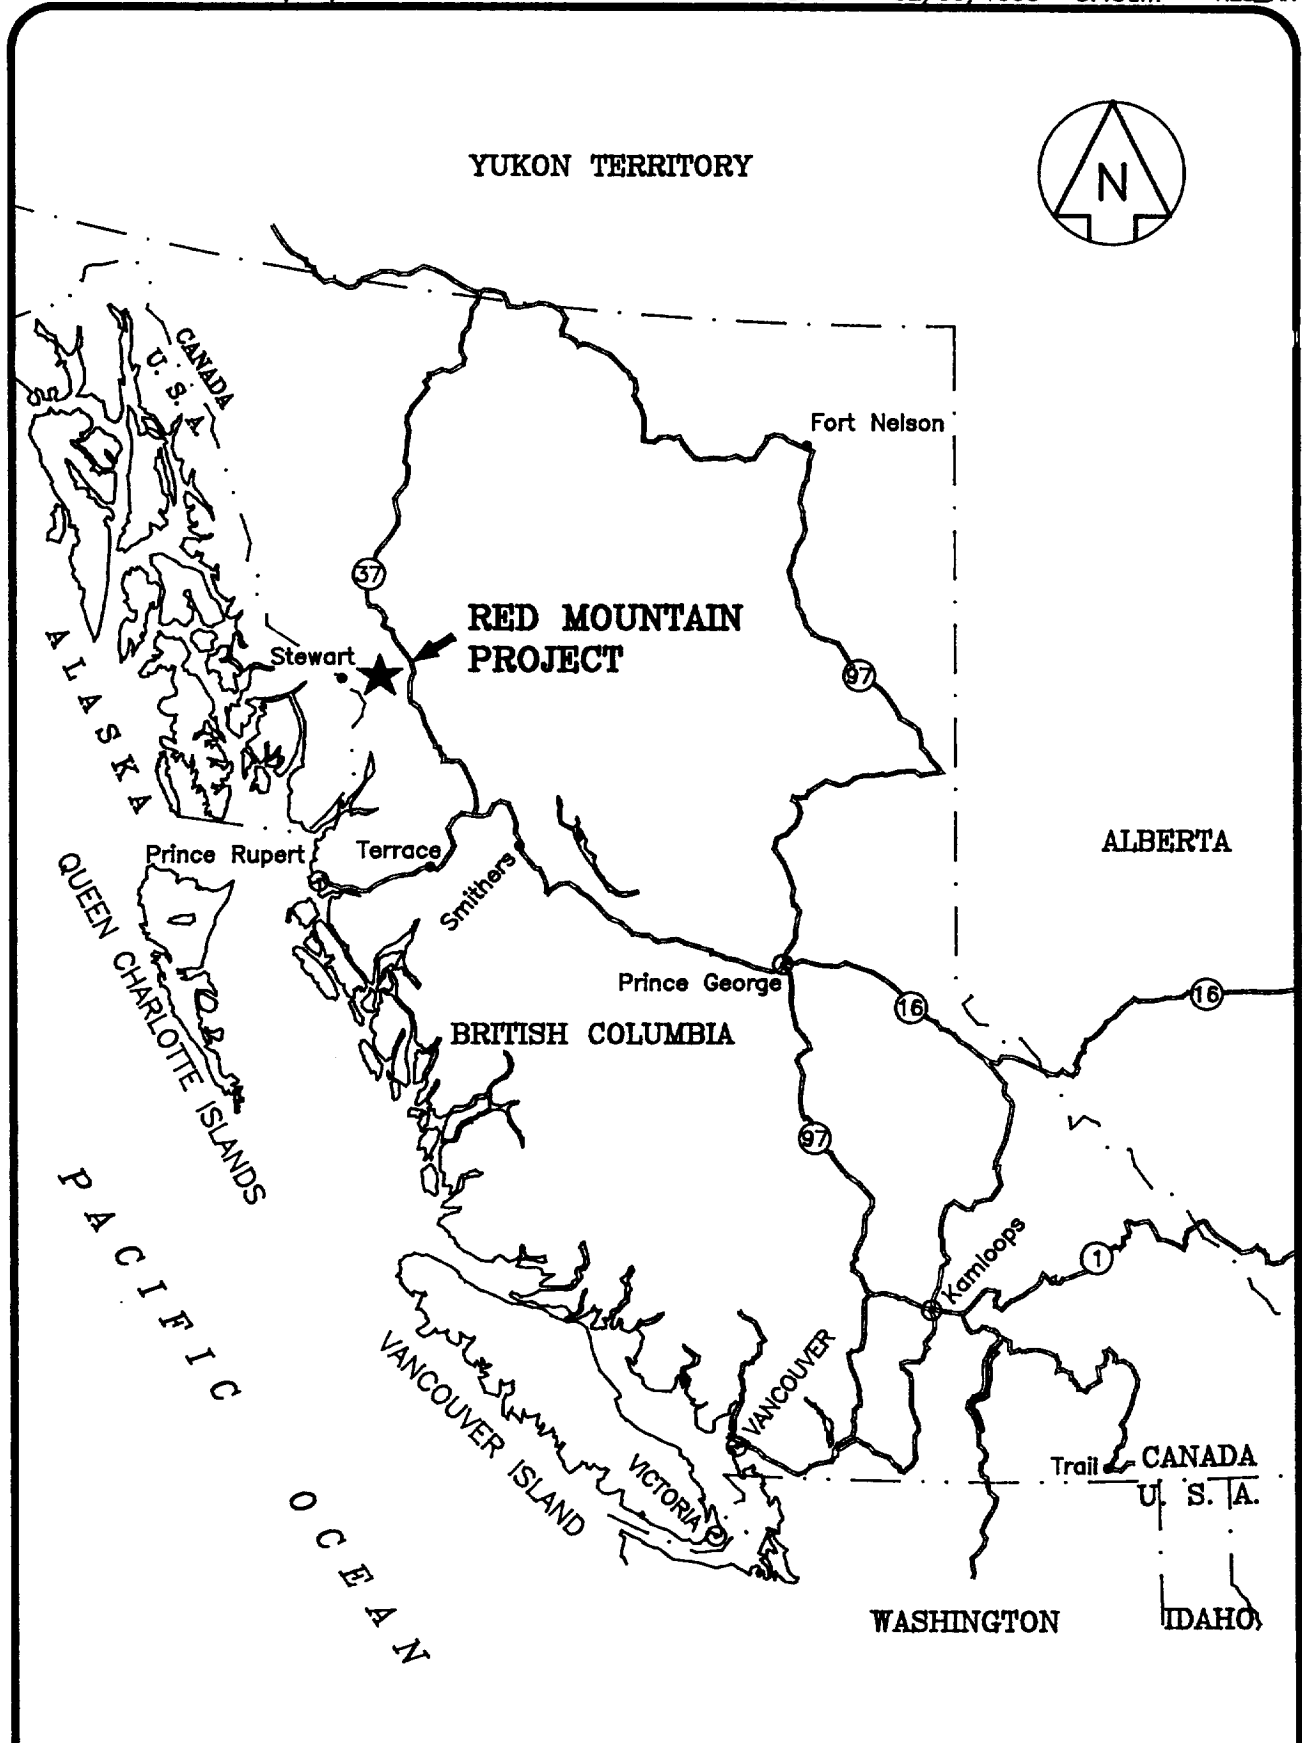 YUKON TERRITORY
N
CANADA
U. S. A.
Fort Nelson
37
RED MOUNTAIN
PROJECT
Stewart
97
ALASKA
ALBERTA
Prince Rupert
Terrace
Smithers
QUEEN CHARLOTTE ISLANDS
Prince George
16
16
BRITISH COLUMBIA
97
PACIFIC
OCEAN
Kamloops
1
VANCOUVER
VANCOUVER ISLAND
VICTORIA
Trail
CANADA
U. S. A.
WASHINGTON
IDAHO